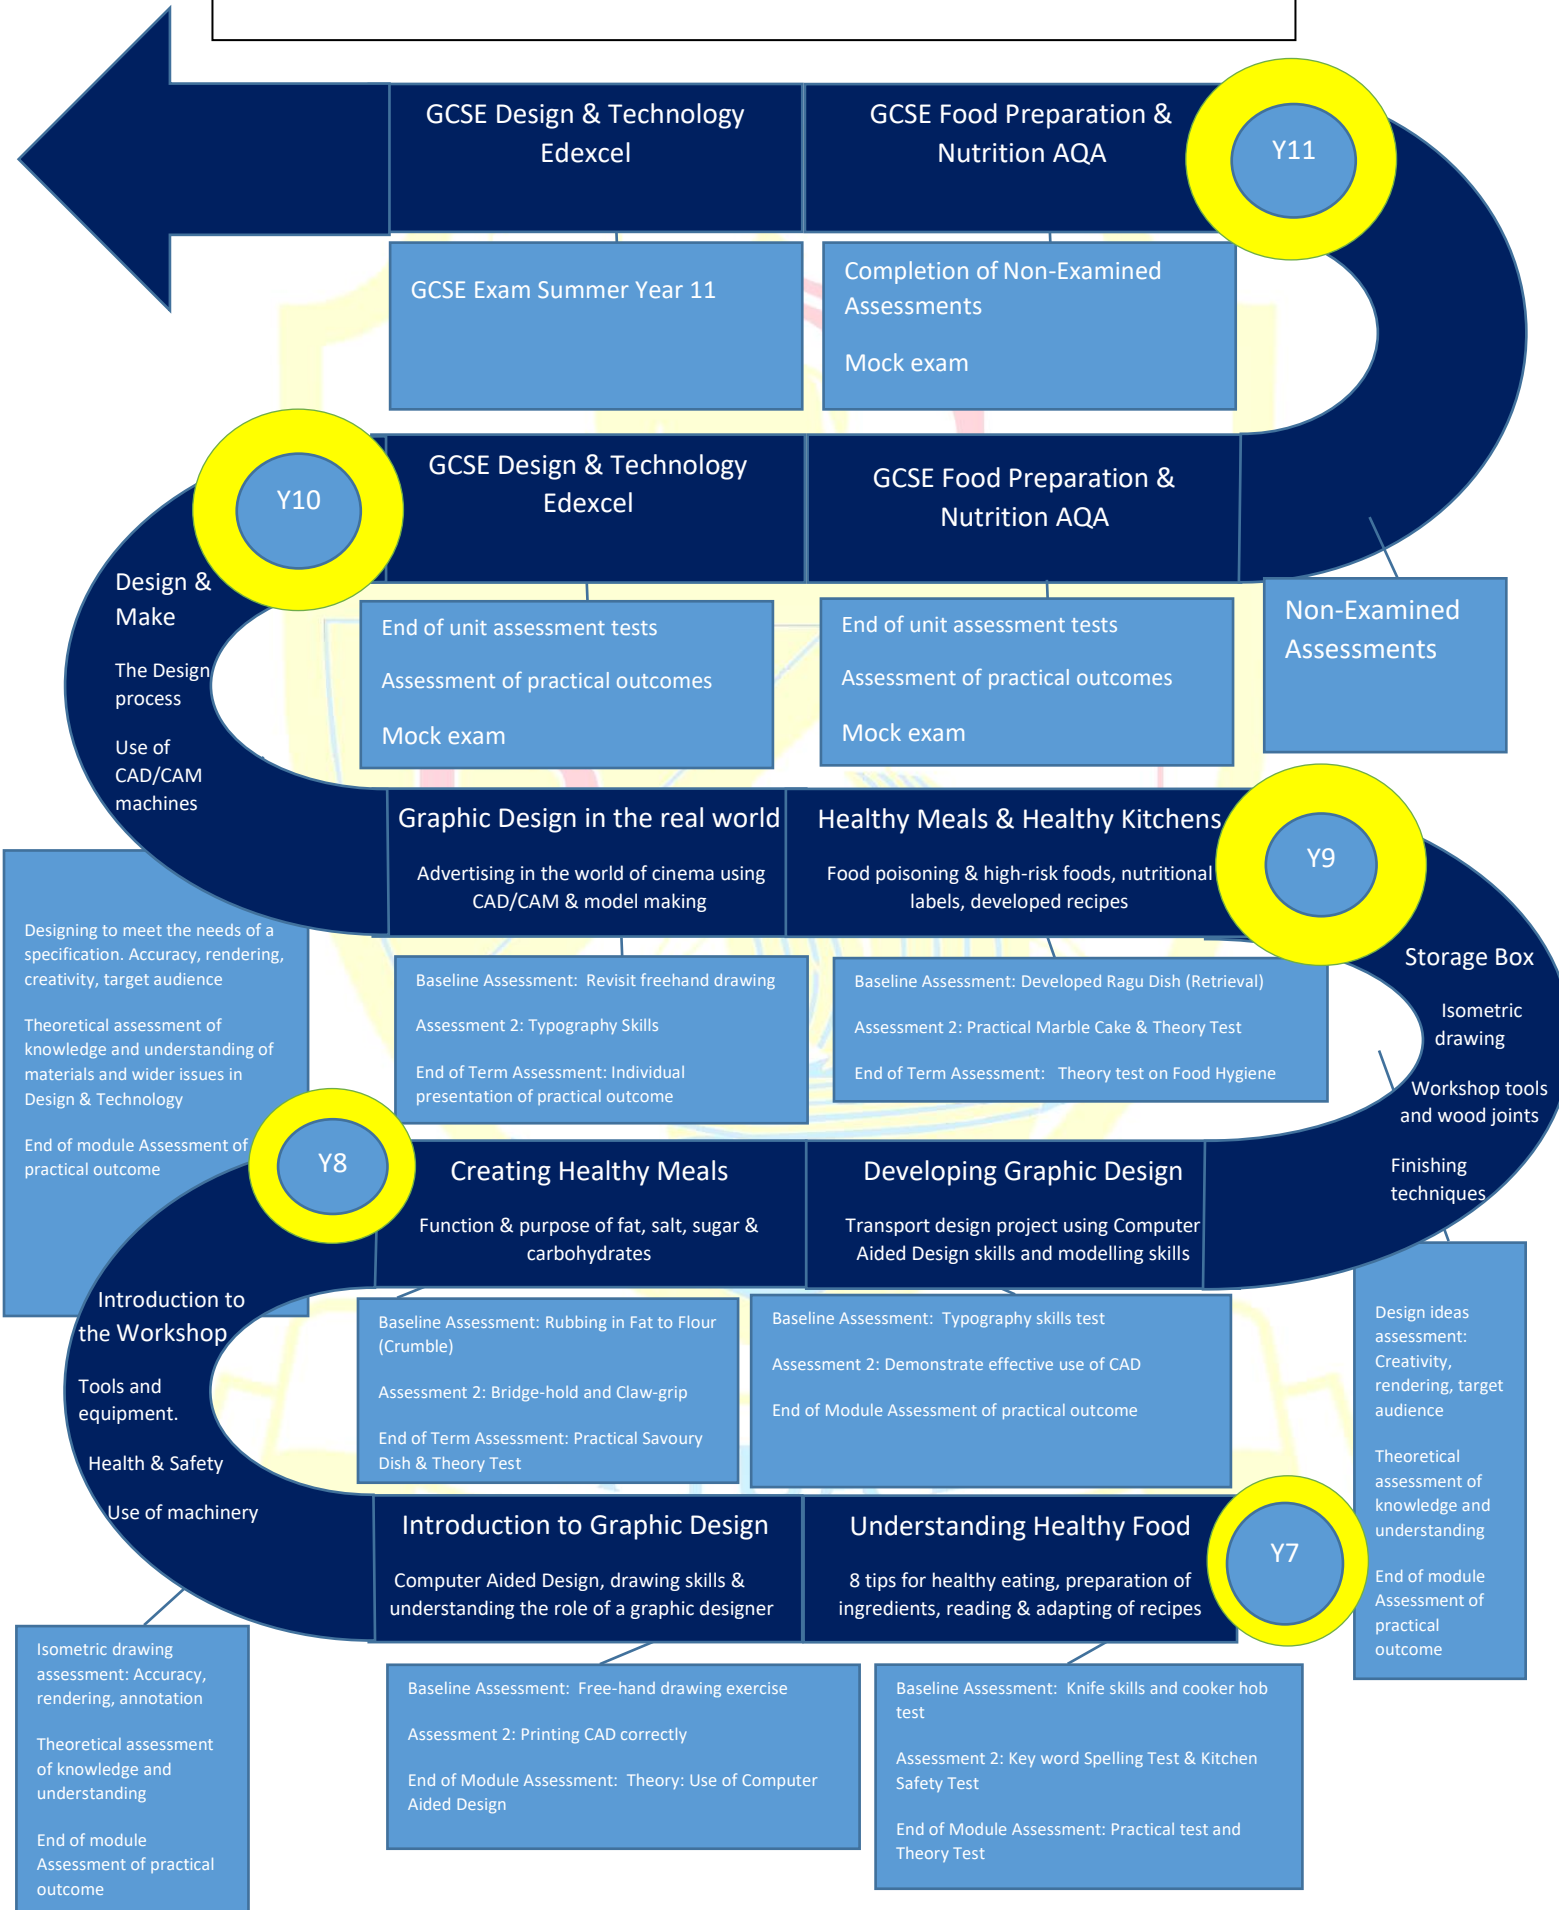 GCSE Design & Technology
Edexcel
GCSE Food Preparation &
Nutrition AQA
Y11
GCSE Exam Summer Year 11
Completion of Non-Examined
Assessments
Mock exam
Y10
GCSE Design & Technology
Edexcel
GCSE Food Preparation &
Nutrition AQA
Design &
Make
The Design
process
Use of
CAD/CAM
machines
End of unit assessment tests
Assessment of practical outcomes
Mock exam
End of unit assessment tests
Assessment of practical outcomes
Mock exam
Non-Examined
Assessments
Graphic Design in the real world
Advertising in the world of cinema using
CAD/CAM & model making
Healthy Meals & Healthy Kitchens
Food poisoning & high-risk foods, nutritional
labels, developed recipes
Y9
Designing to meet the needs of a
specification. Accuracy, rendering,
creativity, target audience
Theoretical assessment of
knowledge and understanding of
materials and wider issues in
Design & Technology
End of module Assessment of
practical outcome
Baseline Assessment:  Revisit freehand drawing
Assessment 2: Typography Skills
End of Term Assessment: Individual
presentation of practical outcome
Baseline Assessment: Developed Ragu Dish (Retrieval)
Assessment 2: Practical Marble Cake & Theory Test
End of Term Assessment:   Theory test on Food Hygiene
Storage Box
Isometric
drawing
Workshop tools
and wood joints
Finishing
techniques
Y8
Creating Healthy Meals
Function & purpose of fat, salt, sugar &
carbohydrates
Developing Graphic Design
Transport design project using Computer
Aided Design skills and modelling skills
Introduction to
the Workshop
Tools and
equipment.
Health & Safety
Use of machinery
Baseline Assessment: Rubbing in Fat to Flour
(Crumble)
Assessment 2: Bridge-hold and Claw-grip
End of Term Assessment: Practical Savoury
Dish & Theory Test
Baseline Assessment:  Typography skills test
Assessment 2: Demonstrate effective use of CAD
End of Module Assessment of practical outcome
Design ideas
assessment:
Creativity,
rendering, target
audience
Theoretical
assessment of
knowledge and
understanding
End of module
Assessment of
practical
outcome
Introduction to Graphic Design
Computer Aided Design, drawing skills &
understanding the role of a graphic designer
Understanding Healthy Food
8 tips for healthy eating, preparation of
ingredients, reading & adapting of recipes
Y7
Isometric drawing
assessment: Accuracy,
rendering, annotation
Theoretical assessment
of knowledge and
understanding
End of module
Assessment of practical
outcome
Baseline Assessment:  Free-hand drawing exercise
Assessment 2: Printing CAD correctly
End of Module Assessment:  Theory: Use of Computer
Aided Design
Baseline Assessment:  Knife skills and cooker hob
test
Assessment 2: Key word Spelling Test & Kitchen
Safety Test
End of Module Assessment: Practical test and
Theory Test